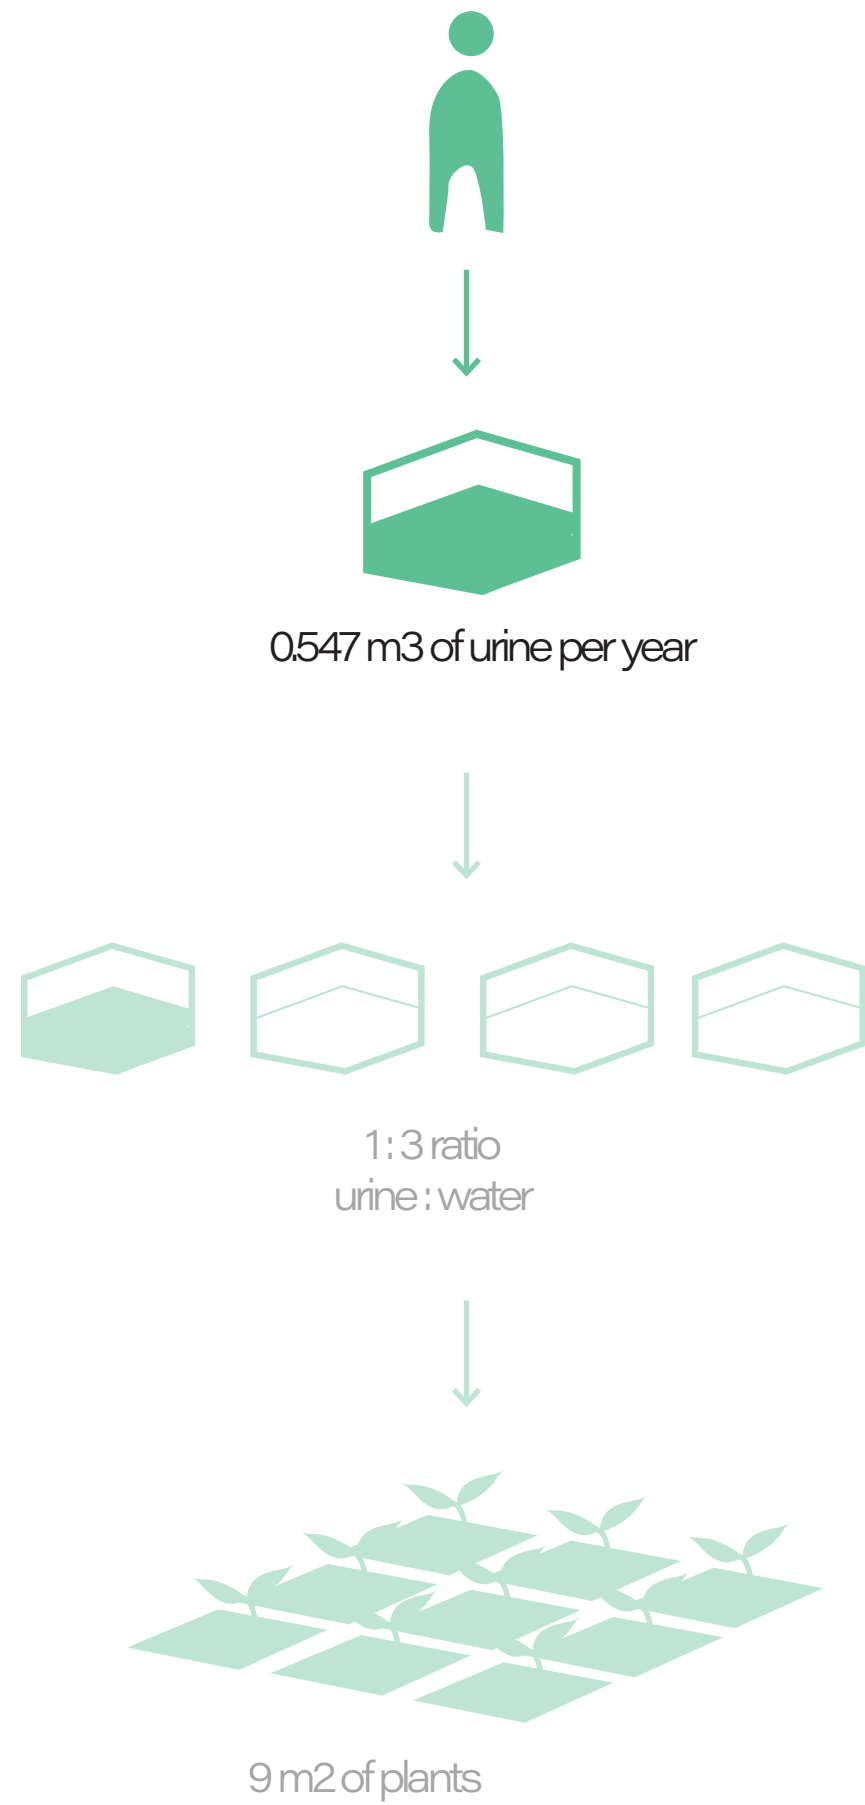 0.547 m3 of urine per year
1 : 3 ratio
urine : water
9 m2 of plants